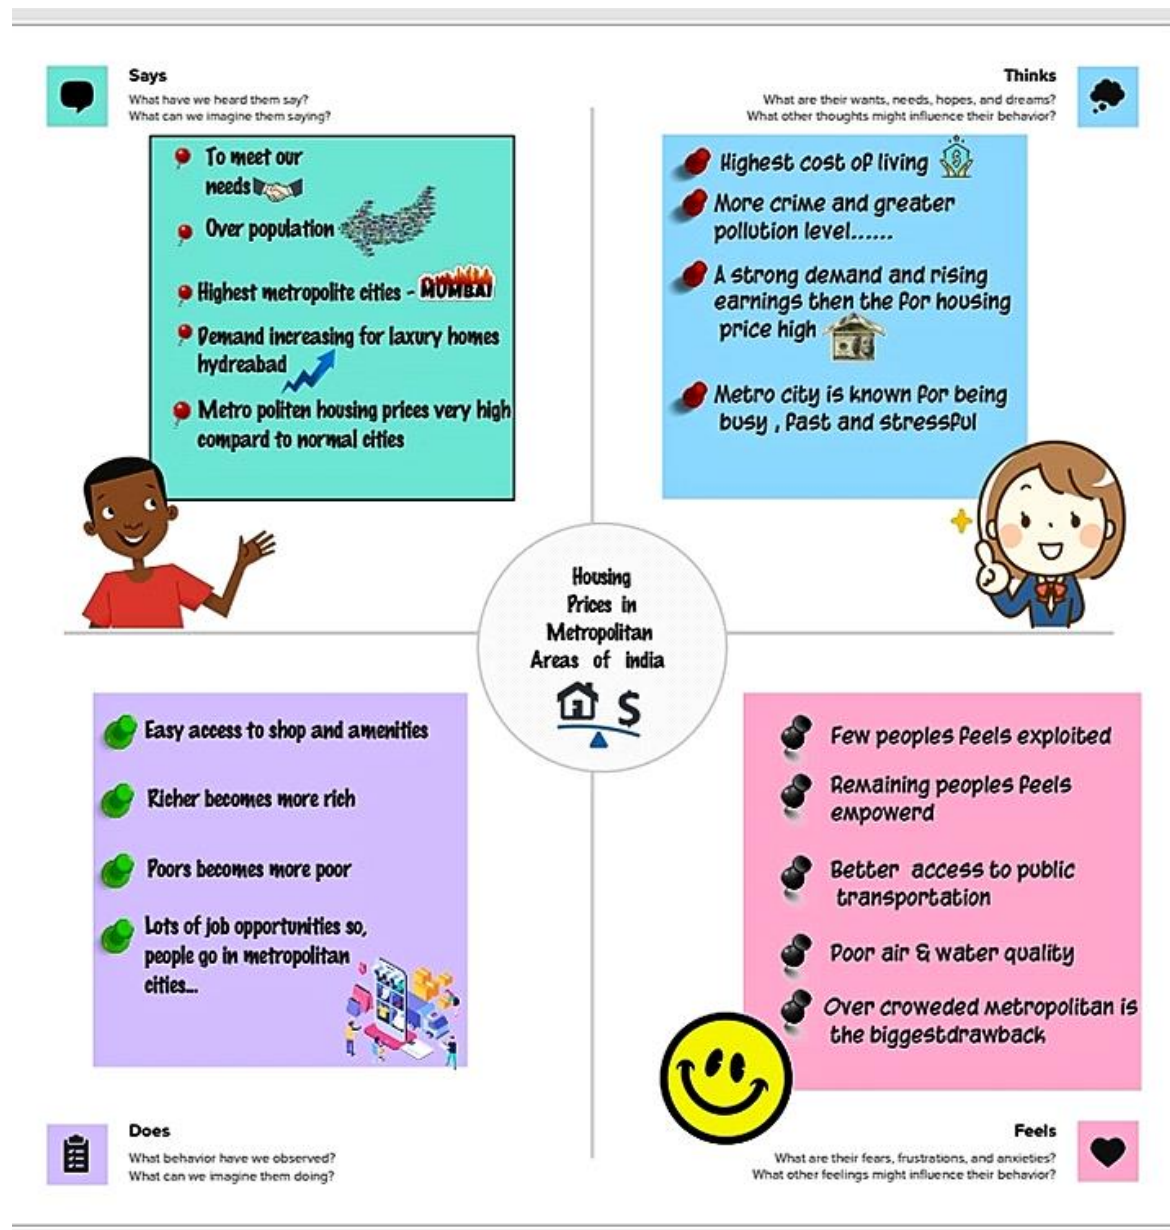 Says
What have we heard them say?
What can we imagine them saying?
To meet our
needs
Over population
Highest metropolite cities - MUMBAI
Demand increasing for laxury homes
hydreabad
Metro politen housing prices very high
compard to normal cities
Thinks
What are their wants, needs, hopes, and dreams?
What other thoughts might influence their behavior?
Highest cost of living
More crime and greater
pollution level......
A strong demand and rising
earnings then the for housing
price high
Metro city is known for being
busy , fast and stressful
Housing
Prices in
Metropolitan
Areas of india
$
Easy access to shop and amenities
Richer becomes more rich
Poors becomes more poor
Lots of job opportunities so,
people go in metropolitan
cities...
Does
What behavior have we observed?
What can we imagine them doing?
Few peoples feels exploited
Remaining peoples feels
empowerd
Better access to public
transportation
Poor air & water quality
Over croweded metropolitan is
the biggestdrawback
Feels
What are their fears, frustrations, and anxieties?
What other feelings might influence their behavior?